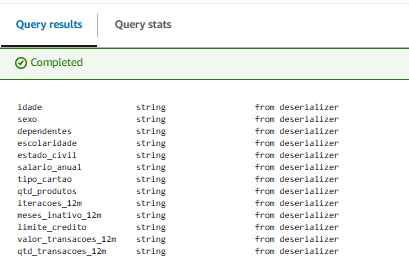 Query results Query stats
Completed
idade string from deserializer
sexo string from deserializer
dependentes string from deserializer
escolaridade string from deserializer
estado_civil string from deserializer
salario_anual string from deserializer
tipo_cartao string from deserializer
qtd_produtos string from deserializer
iteracoes_12m string from deserializer
meses_inativo_12m string from deserializer
limite_credito string from deserializer
valor_transacoes_12m string from deserializer
qtd_transacoes_12m string from deserializer